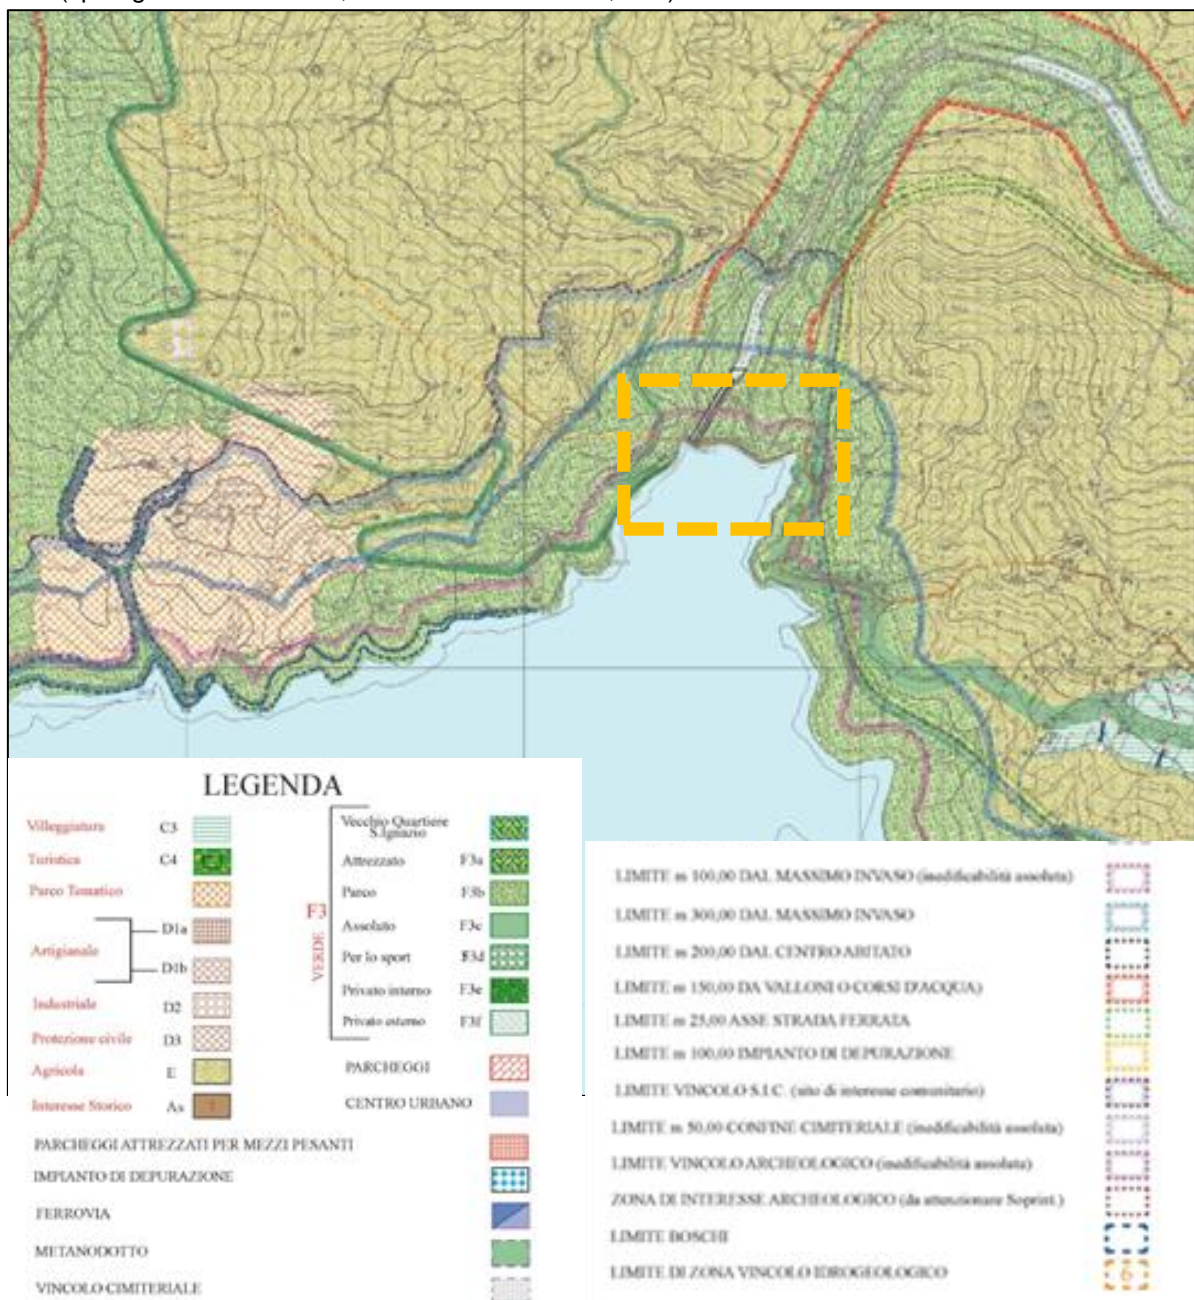 LEGENDA
Villeggiatura C3
Turistica C4
Parco Tematico
Artigianale
D1a
D1b
Industriale D2
Protezione civile D3
Agricola E
Interesse Storico As
F3
VERDE
Vecchio Quartiere
S.Ignazio
Attrezzato F3a
Parco F3b
Assoluto F3c
Per lo sport F3d
Privato interno F3e
Privato esterno F3f
PARCHEGGI
CENTRO URBANO
PARCHEGGI ATTREZZATI PER MEZZI PESANTI
IMPIANTO DI DEPURAZIONE
FERROVIA
METANODOTTO
VINCOLO CIMITERIALE
LIMITE m 100,00 DAL MASSIMO INVASO (inedificabilità assoluta)
LIMITE m 300,00 DAL MASSIMO INVASO
LIMITE m 200,00 DAL CENTRO ABITATO
LIMITE m 150,00 DA VALLONI O CORSI D'ACQUA)
LIMITE m 25,00 ASSE STRADA FERRATA
LIMITE m 100,00 IMPIANTO DI DEPURAZIONE
LIMITE VINCOLO S.I.C. (sito di interesse comunitario)
LIMITE m 50,00 CONFINE CIMITERIALE (inedificabilità assoluta)
LIMITE VINCOLO ARCHEOLOGICO (inedificabilità assoluta)
ZONA DI INTERESSE ARCHEOLOGICO (da attenzionare Soprint.)
LIMITE BOSCHI
LIMITE DI ZONA VINCOLO IDROGEOLOGICO
6